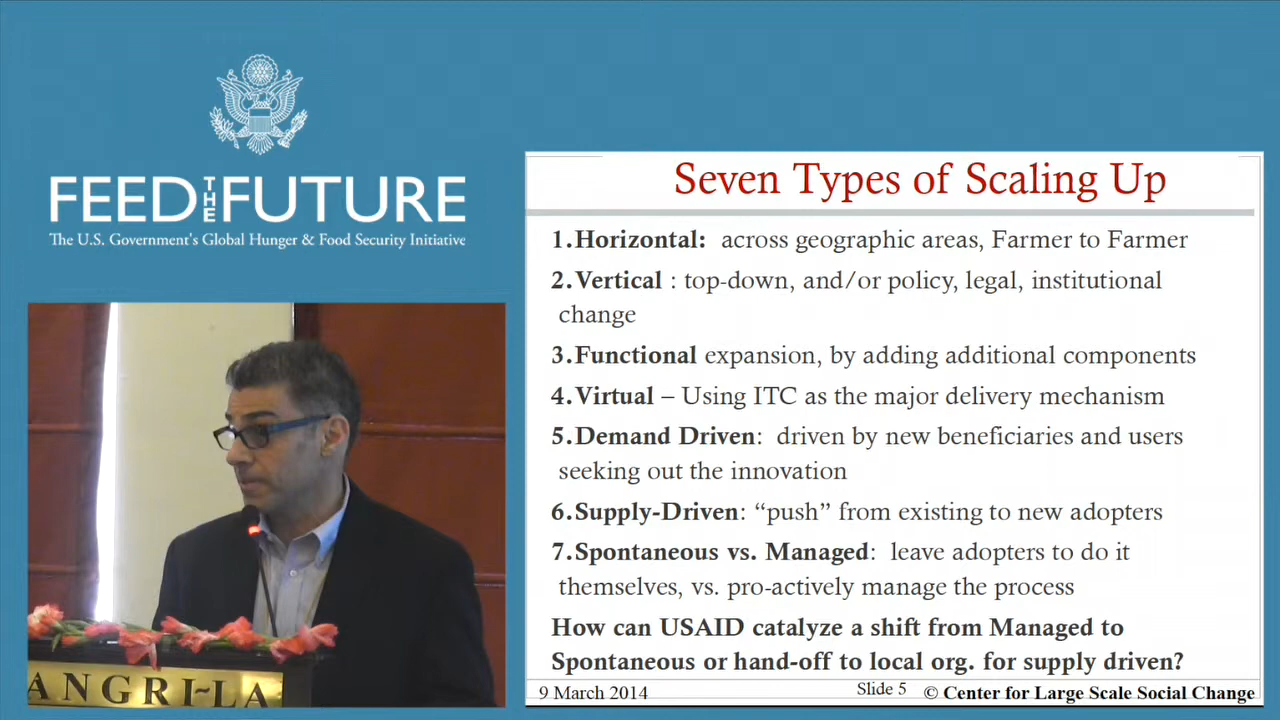 FEED THE FUTURE
The U.S. Government's Global Hunger & Food Security Initiative
ANGRI-LA
Seven Types of Scaling Up
1.Horizontal: across geographic areas, Farmer to Farmer
2.Vertical : top-down, and/or policy, legal, institutional
change
3.Functional expansion, by adding additional components
4.Virtual – Using ITC as the major delivery mechanism
5.Demand Driven: driven by new beneficiaries and users
seeking out the innovation
6.Supply-Driven: “push” from existing to new adopters
7.Spontaneous vs. Managed: leave adopters to do it
themselves, vs. pro-actively manage the process
How can USAID catalyze a shift from Managed to
Spontaneous or hand-off to local org. for supply driven?
9 March 2014 Slide 5 © Center for Large Scale Social Change